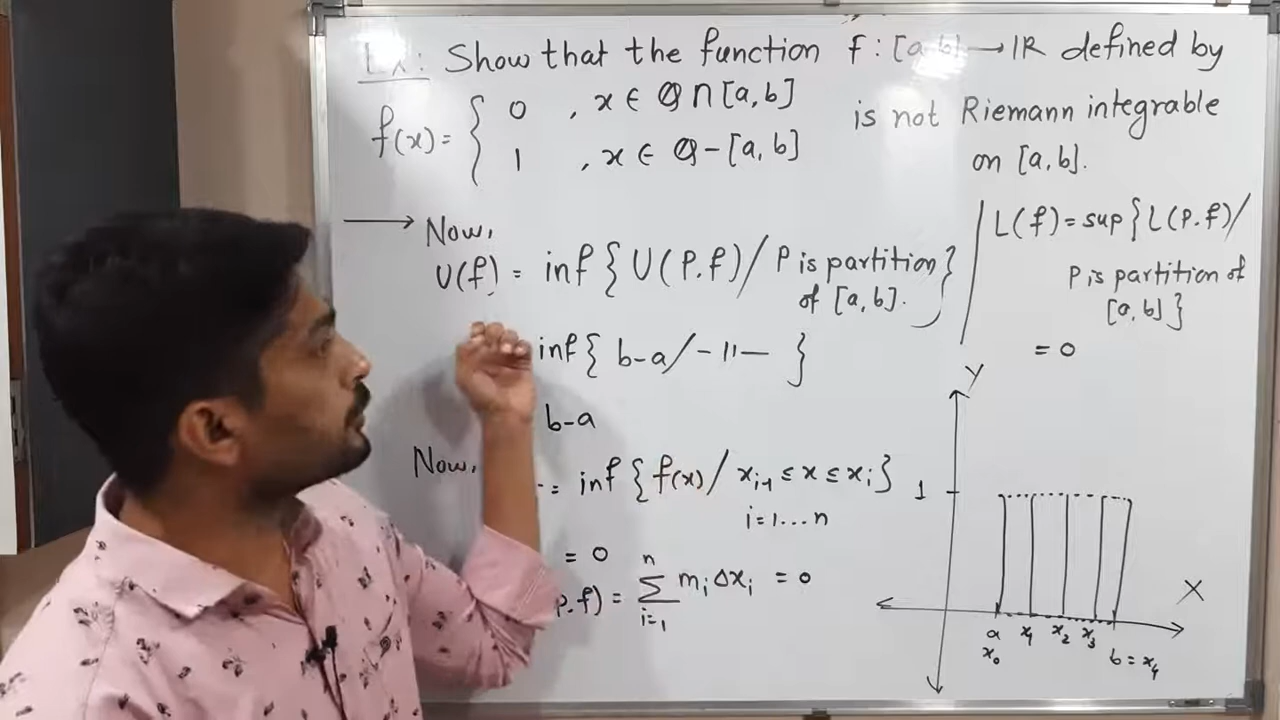 Ex: Show that the function f : [a,b] → IR defined by
f(x) = { 0 , x ∈ Q ∩ [a,b]
1 , x ∈ Q - [a,b]
is not Riemann integrable
on [a,b].
→ Now,
U(f) = inf { U(P.f) / P is partition
of [a,b]. }
inf { b-a / -11- }
b-a
Now,
= inf { f(x) / xᵢ₋₁ ≤ x ≤ xᵢ }
i=1...n
= 0
P.f) = ∑ⁿᵢ₌₁ mᵢ Δxᵢ = 0
L(f) = sup { L(P.f) /
P is partition of
[a,b] }
= 0
Y
1
X
a x₁ x₂ x₃
x₀ b = x₄